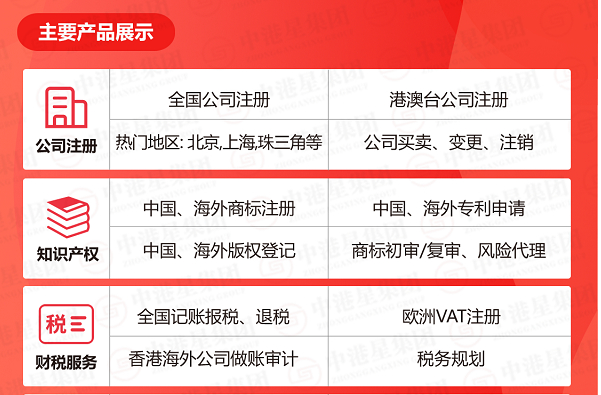 主要产品展示
全国公司注册
港澳台公司注册
公司注册
热门地区: 北京,上海,珠三角等
公司买卖、变更、注销
中国、海外商标注册
中国、海外专利申请
知识产权
中国、海外版权登记
商标初审/复审、风险代理
税
全国记账报税、退税
欧洲VAT注册
财税服务
香港海外公司做账审计
税务规划
中港星集团